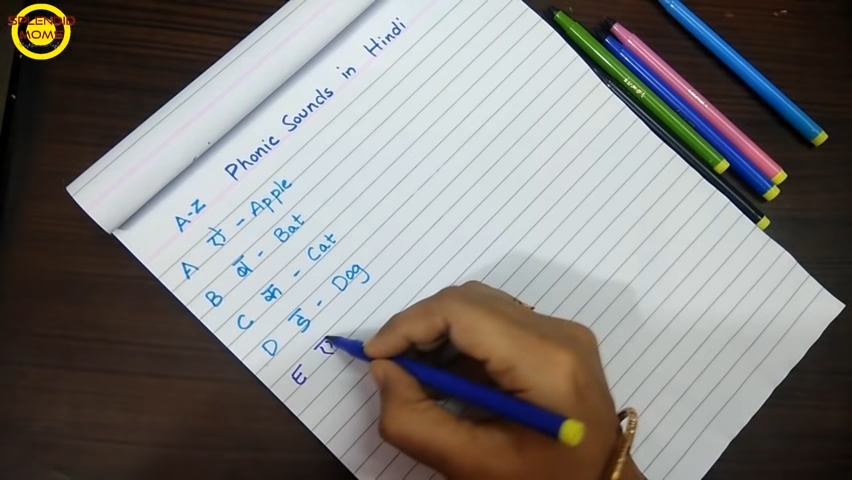 SPLENDID
MOMS
A-Z Phonic Sounds in Hindi
A ऐ - Apple
B ब - Bat
C क - Cat
D ड - Dog
E ए